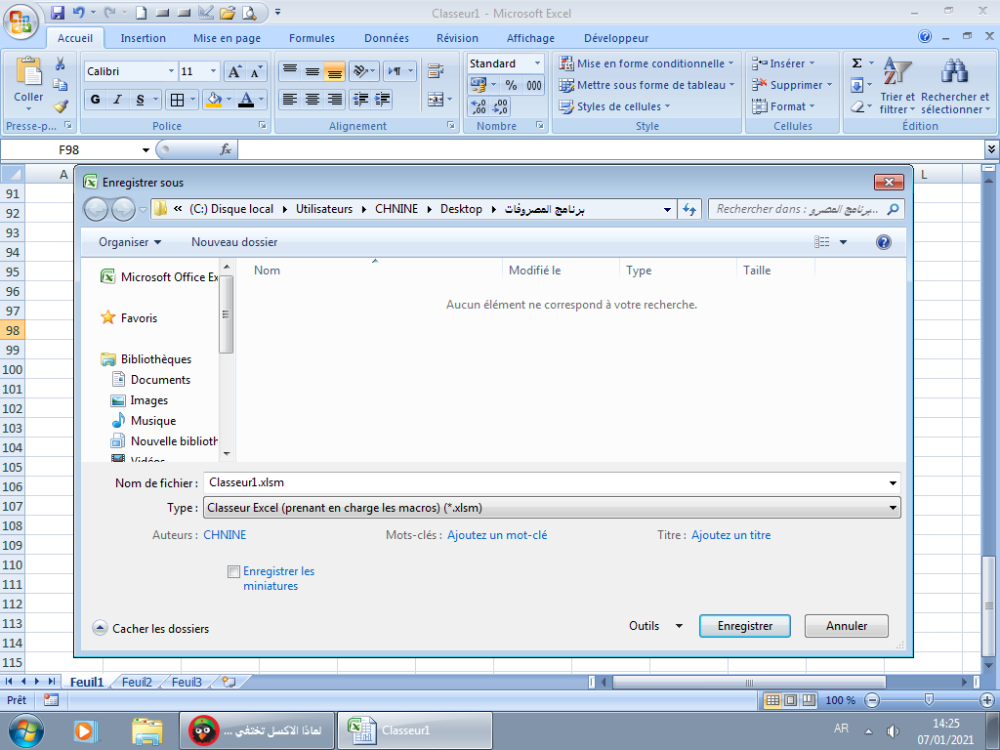 Classeur1 - Microsoft Excel
Accueil Insertion Mise en page Formules Données Révision Affichage Développeur
Coller
Presse-p...
Calibri 11
G I S
Police
Alignement
Standard
% 000
Nombre
Mise en forme conditionnelle
Mettre sous forme de tableau
Styles de cellules
Style
Insérer
Supprimer
Format
Cellules
Σ
Trier et filtrer
Rechercher et sélectionner
Édition
F98
fx
A L
91
92
93
94
95
96
97
98
99
100
101
102
103
104
105
106
107
108
109
110
111
112
113
114
115
Enregistrer sous
« (C:) Disque local Utilisateurs CHNINE Desktop برنامج المصروفات
Rechercher dans : برنامج المصرو...
Organiser Nouveau dossier
Microsoft Office Ex
Favoris
Bibliothèques
Documents
Images
Musique
Nouvelle biblioth
Vidéos
Nom Modifié le Type Taille
Aucun élément ne correspond à votre recherche.
Nom de fichier : Classeur1.xlsm
Type : Classeur Excel (prenant en charge les macros) (*.xlsm)
Auteurs : CHNINE Mots-clés : Ajoutez un mot-clé Titre : Ajoutez un titre
Enregistrer les
miniatures
Cacher les dossiers Outils Enregistrer Annuler
Feuil1 Feuil2 Feuil3
Prêt 100 %
لماذا الاكسل تختفي ... Classeur1 AR 14:25
07/01/2021